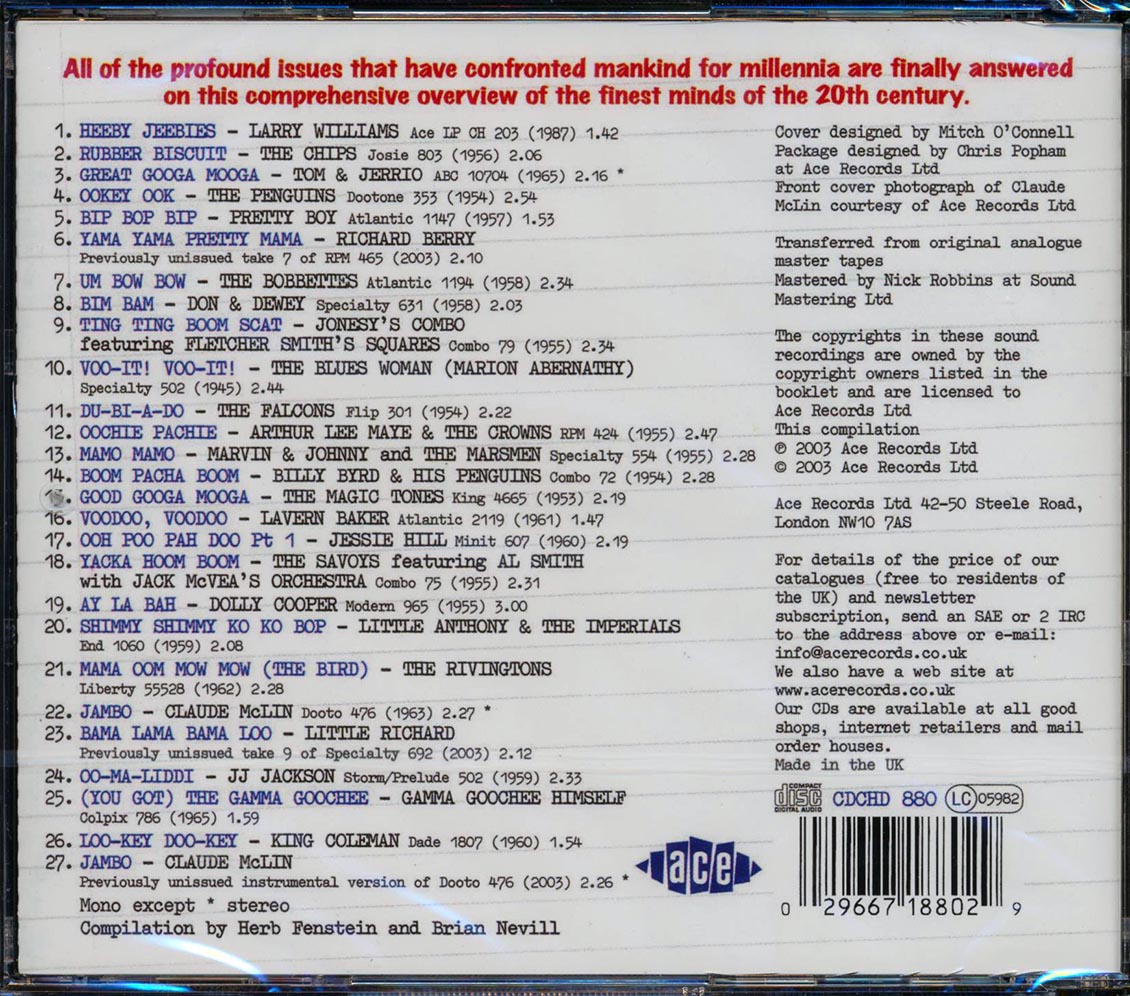 All of the profound issues that have confronted mankind for millennia are finally answered
on this comprehensive overview of the finest minds of the 20th century.
1. HEEBY JEEBIES – LARRY WILLIAMS Ace LP CH 203 (1987) 1.42
2. RUBBER BISCUIT – THE CHIPS Josie 803 (1956) 2.06
3. GREAT GOOGA MOOGA – TOM & JERRIO ABC 10704 (1965) 2.16 *
4. OOKEY OOK – THE PENGUINS Dootone 353 (1954) 2.54
5. BIP BOP BIP – PRETTY BOY Atlantic 1147 (1957) 1.53
6. YAMA YAMA PRETTY MAMA – RICHARD BERRY
Previously unissued take 7 of RPM 465 (2003) 2.10
7. UM BOW BOW – THE BOBBETTES Atlantic 1194 (1958) 2.34
8. BIM BAM – DON & DEWEY Specialty 631 (1958) 2.03
9. TING TING BOOM SCAT – JONESY'S COMBO
featuring FLETCHER SMITH'S SQUARES Combo 79 (1955) 2.34
10. VOO-IT! VOO-IT! – THE BLUES WOMAN (MARION ABERNATHY)
Specialty 502 (1945) 2.44
11. DU-BI-A-DO – THE FALCONS Flip 301 (1954) 2.22
12. OOCHIE PACHIE – ARTHUR LEE MAYE & THE CROWNS RPM 424 (1955) 2.47
13. MAMO MAMO – MARVIN & JOHNNY and THE MARSMEN Specialty 554 (1955) 2.28
14. BOOM PACHA BOOM – BILLY BYRD & HIS PENGUINS Combo 72 (1954) 2.28
15. GOOD GOOGA MOOGA – THE MAGIC TONES King 4665 (1953) 2.19
16. VOODOO, VOODOO – LAVERN BAKER Atlantic 2119 (1961) 1.47
17. OOH POO PAH DOO Pt 1 – JESSIE HILL Minit 607 (1960) 2.19
18. YACKA HOOM BOOM – THE SAVOYS featuring AL SMITH
with JACK McVEA'S ORCHESTRA Combo 75 (1955) 2.31
19. AY LA BAH – DOLLY COOPER Modern 965 (1955) 3.00
20. SHIMMY SHIMMY KO KO BOP – LITTLE ANTHONY & THE IMPERIALS
End 1060 (1959) 2.08
21. MAMA OOM MOW MOW (THE BIRD) – THE RIVINGTONS
Liberty 55528 (1962) 2.28
22. JAMBO – CLAUDE McLIN Dooto 476 (1963) 2.27 *
23. BAMA LAMA BAMA LOO – LITTLE RICHARD
Previously unissued take 9 of Specialty 692 (2003) 2.12
24. OO-MA-LIDDI – JJ JACKSON Storm/Prelude 502 (1959) 2.33
25. (YOU GOT) THE GAMMA GOOCHEE – GAMMA GOOCHEE HIMSELF
Colpix 786 (1965) 1.59
26. LOO-KEY DOO-KEY – KING COLEMAN Dade 1807 (1960) 1.54
27. JAMBO – CLAUDE McLIN
Previously unissued instrumental version of Dooto 476 (2003) 2.26 *
Mono except * stereo
Compilation by Herb Fenstein and Brian Nevill
ace
Cover designed by Mitch O'Connell
Package designed by Chris Popham
at Ace Records Ltd
Front cover photograph of Claude
McLin courtesy of Ace Records Ltd
Transferred from original analogue
master tapes
Mastered by Nick Robbins at Sound
Mastering Ltd
The copyrights in these sound
recordings are owned by the
copyright owners listed in the
booklet and are licensed to
Ace Records Ltd
This compilation
℗ 2003 Ace Records Ltd
© 2003 Ace Records Ltd
Ace Records Ltd 42-50 Steele Road,
London NW10 7AS
For details of the price of our
catalogues (free to residents of
the UK) and newsletter
subscription, send an SAE or 2 IRC
to the address above or e-mail:
info@acerecords.co.uk
We also have a web site at
www.acerecords.co.uk
Our CDs are available at all good
shops, internet retailers and mail
order houses.
Made in the UK
COMPACT disc DIGITAL AUDIO CDCHD 880 LC 05982
0 29667 18802 9